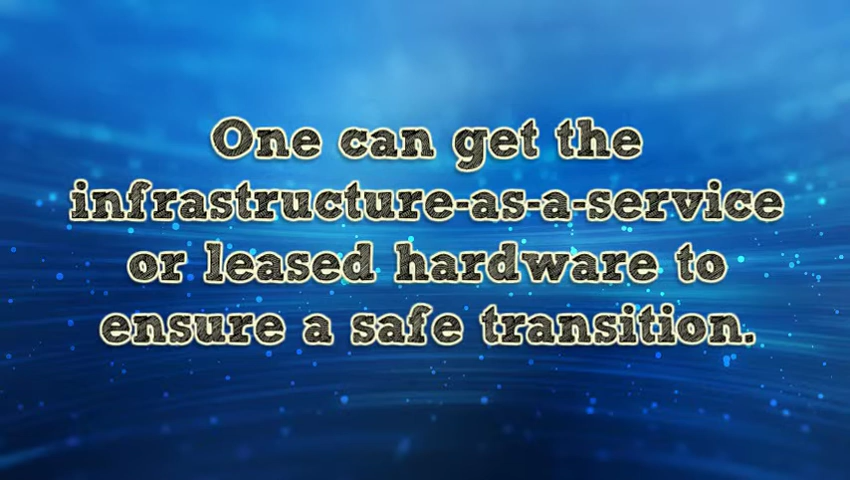 One can get the
infrastructure-as-a-service
or leased hardware to
ensure a safe transition.